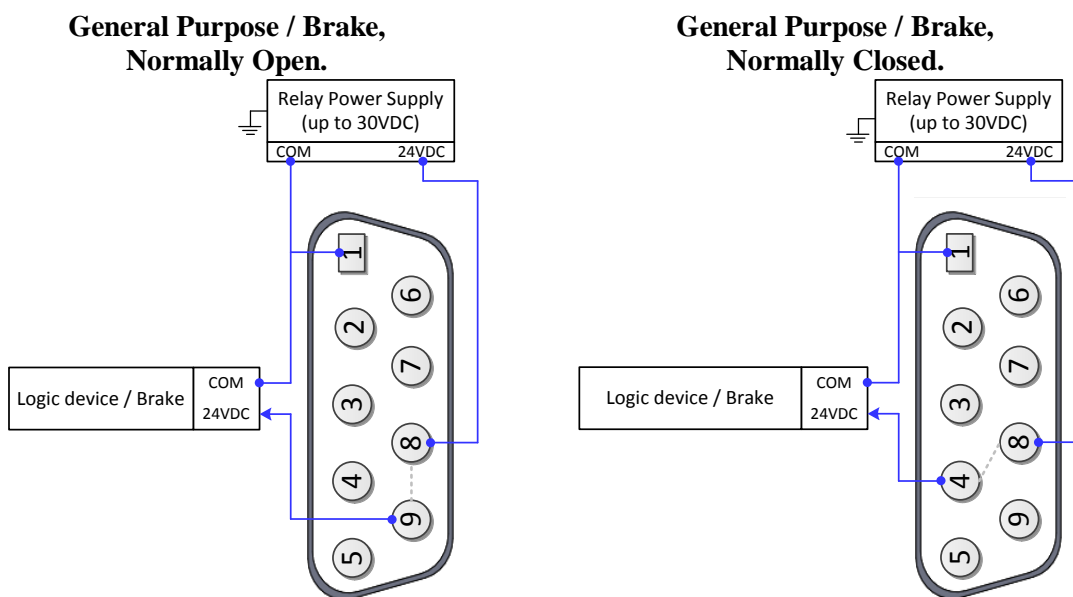 General Purpose / Brake,
Normally Open.
Relay Power Supply
(up to 30VDC)
COM 24VDC
1
6
2
7
3
8
4
9
5
Logic device / Brake
COM
24VDC
General Purpose / Brake,
Normally Closed.
Relay Power Supply
(up to 30VDC)
COM 24VDC
1
6
2
7
3
8
4
9
5
Logic device / Brake
COM
24VDC